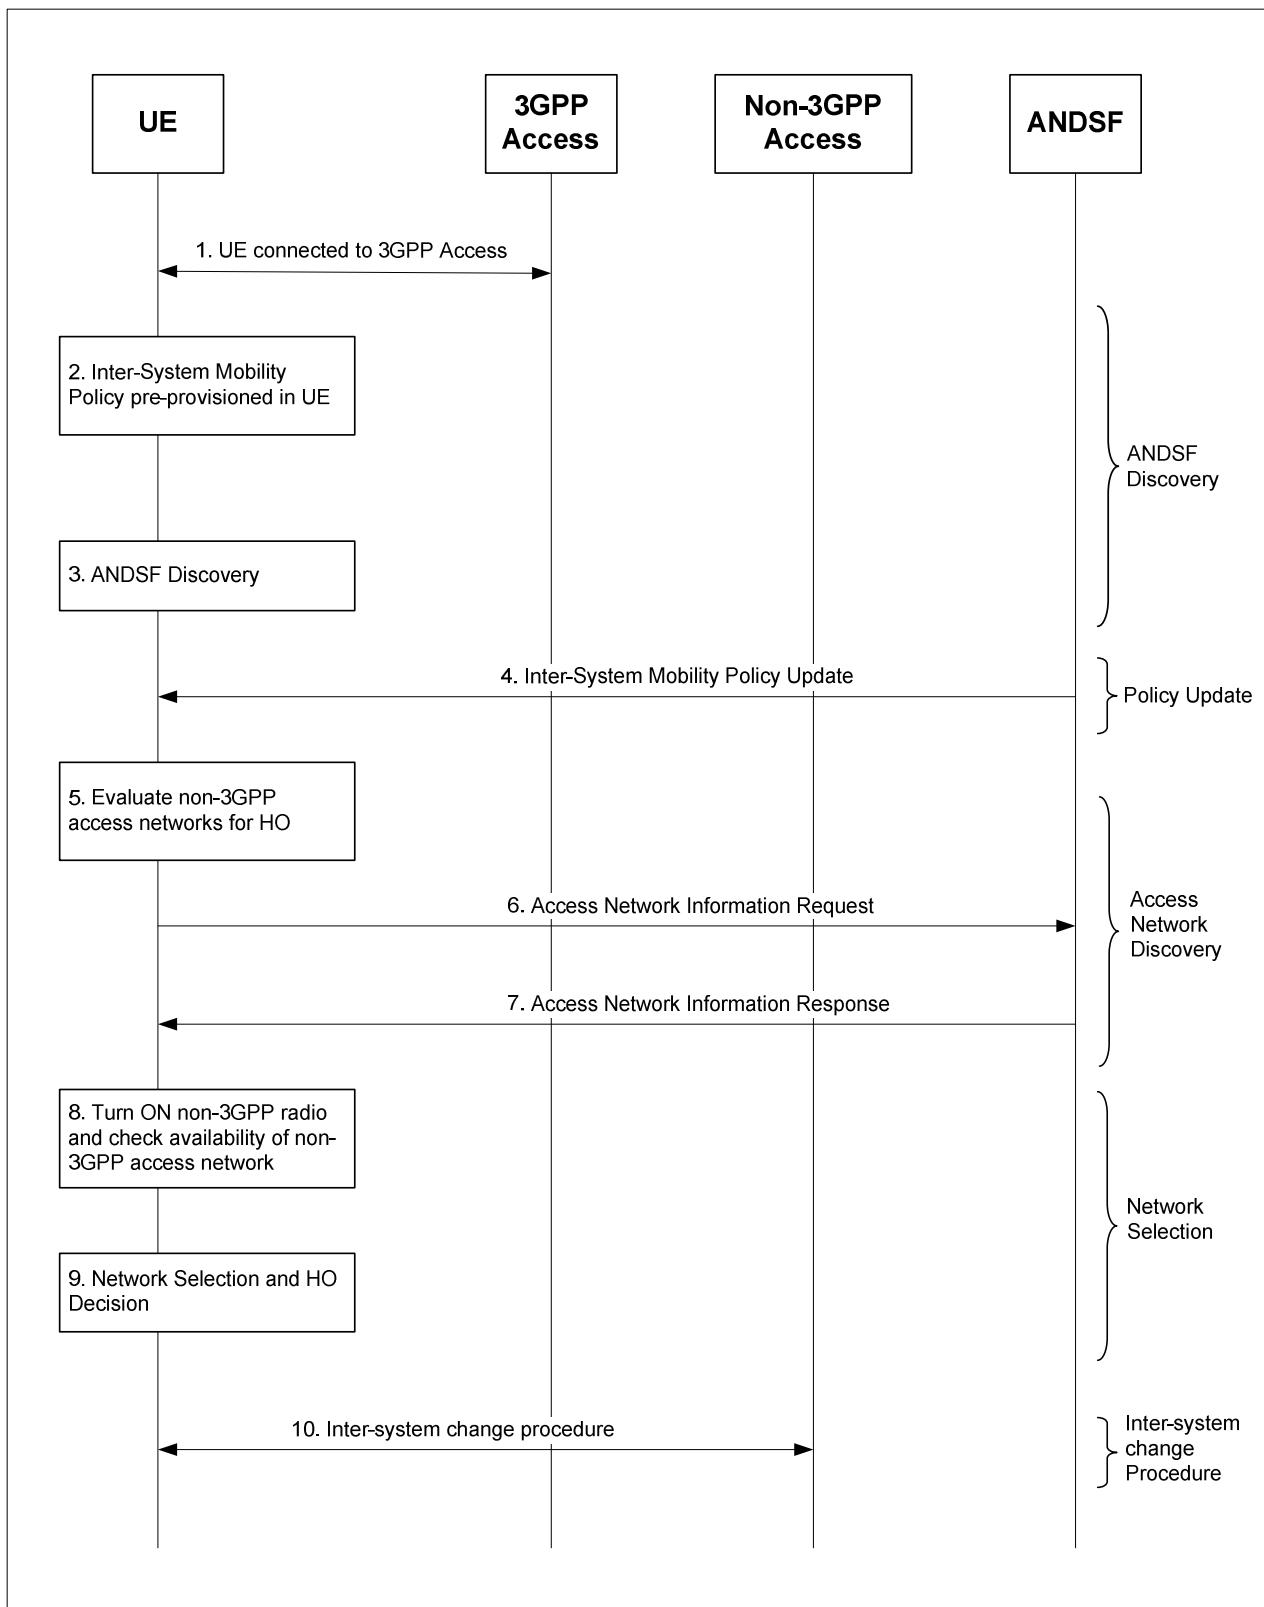 UE
3GPP
Access
Non-3GPP
Access
ANDSF
1. UE connected to 3GPP Access
2. Inter-System Mobility
Policy pre-provisioned in UE
ANDSF
Discovery
3. ANDSF Discovery
4. Inter-System Mobility Policy Update
Policy Update
5. Evaluate non-3GPP
access networks for HO
6. Access Network Information Request
Access
Network
Discovery
7. Access Network Information Response
8. Turn ON non-3GPP radio
and check availability of non-
3GPP access network
Network
Selection
9. Network Selection and HO
Decision
10. Inter-system change procedure
Inter-system
change
Procedure